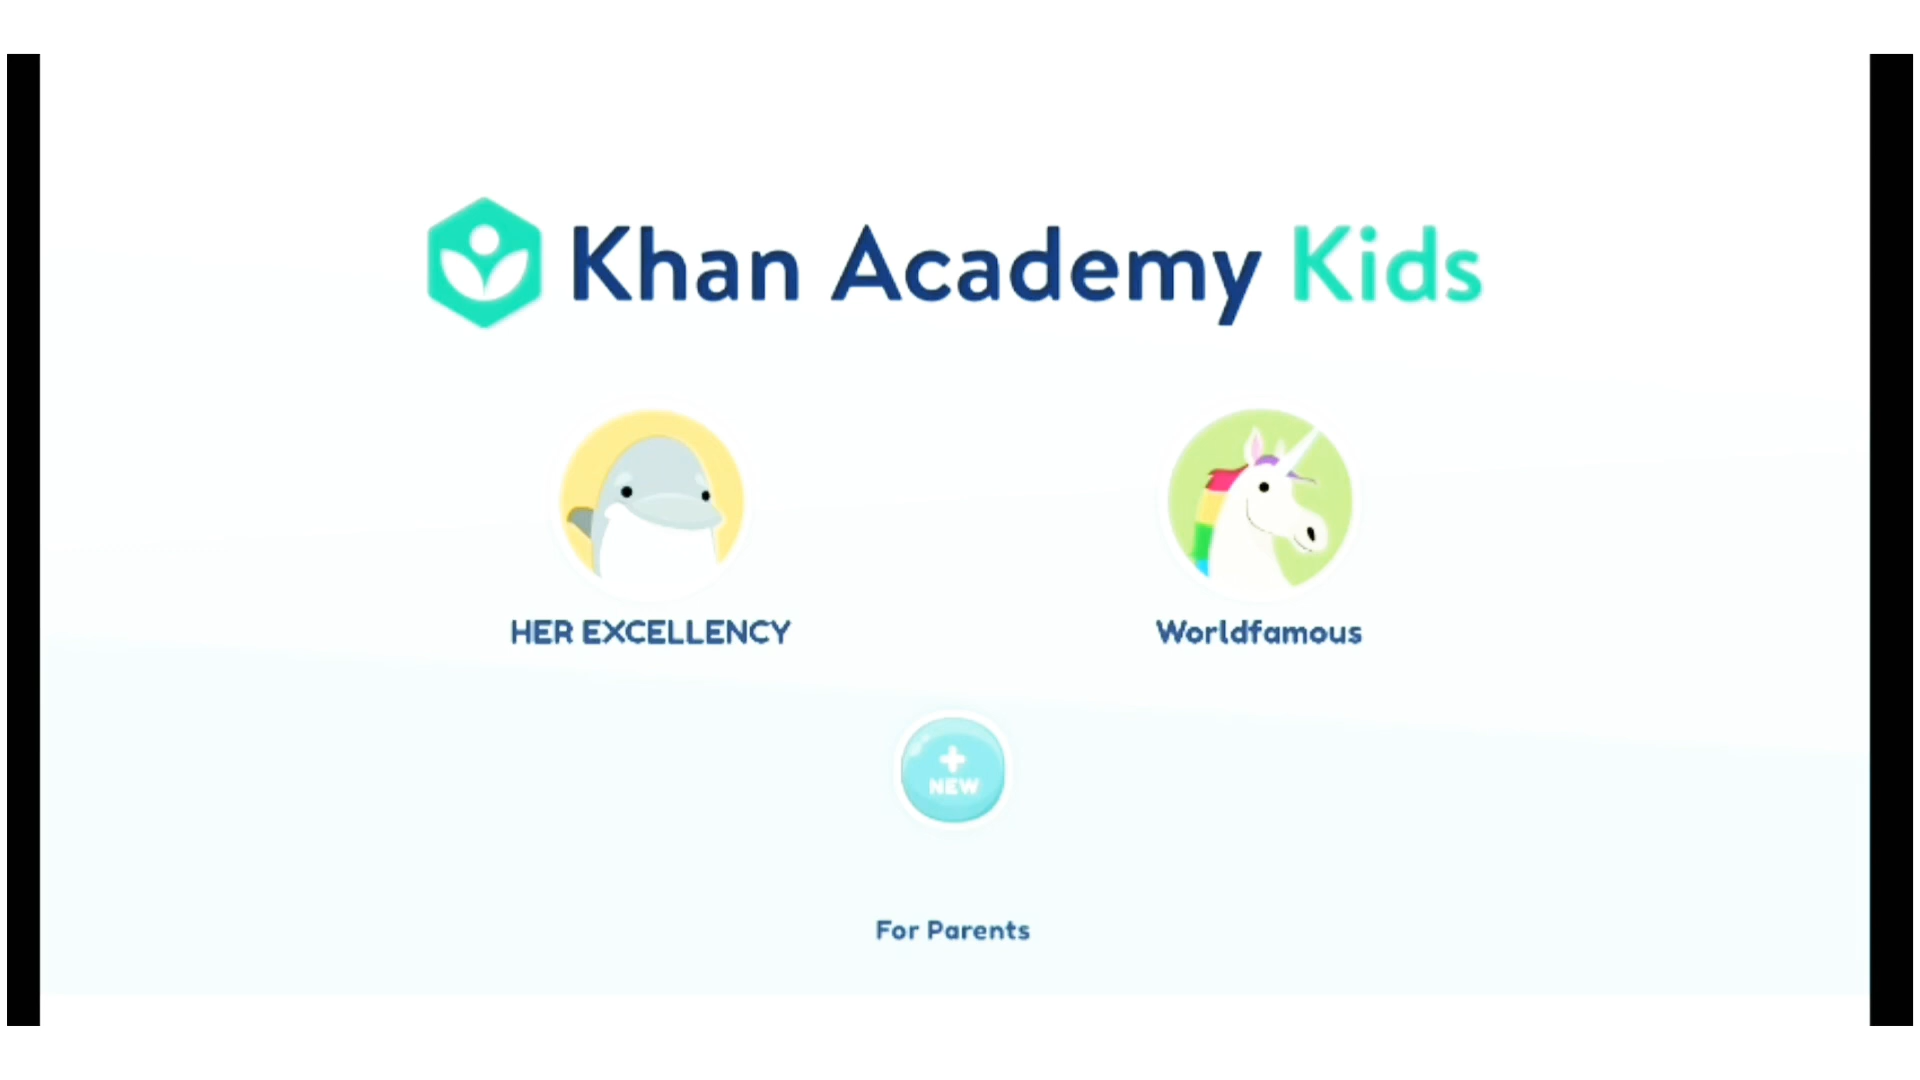 Khan Academy Kids
HER EXCELLENCY
Worldfamous
NEW
For Parents